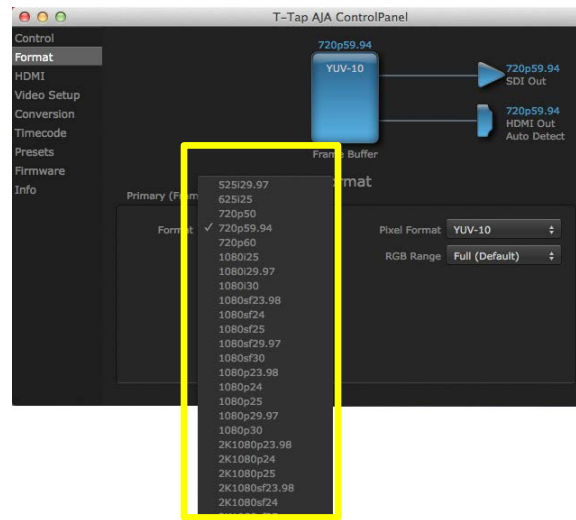 T-Tap AJA ControlPanel
Control
Format
HDMI
Video Setup
Conversion
Timecode
Presets
Firmware
Info
720p59.94
YUV-10
720p59.94
SDI Out
720p59.94
HDMI Out
Auto Detect
Frame Buffer
Primary (Fram
Format
525i29.97
625i25
720p50
✓ 720p59.94
720p60
1080i25
1080i29.97
1080i30
1080sf23.98
1080sf24
1080sf25
1080sf29.97
1080sf30
1080p23.98
1080p24
1080p25
1080p29.97
1080p30
2K1080p23.98
2K1080p24
2K1080p25
2K1080sf23.98
2K1080sf24
Pixel Format YUV-10
RGB Range Full (Default)